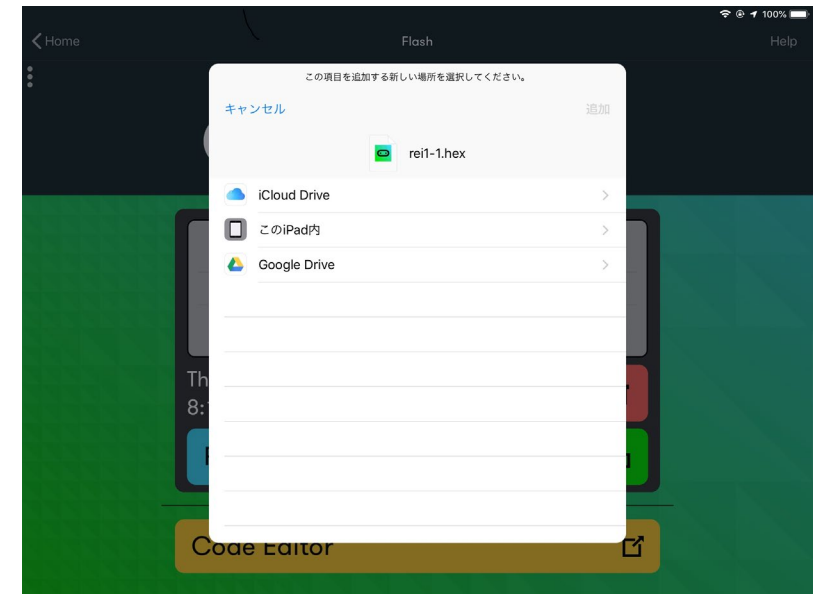 100%
Home
Flash
Help
この項目を追加する新しい場所を選択してください。
キャンセル
追加
rei1-1.hex
iCloud Drive
このiPad内
Google Drive
Th
8:
Code Editor